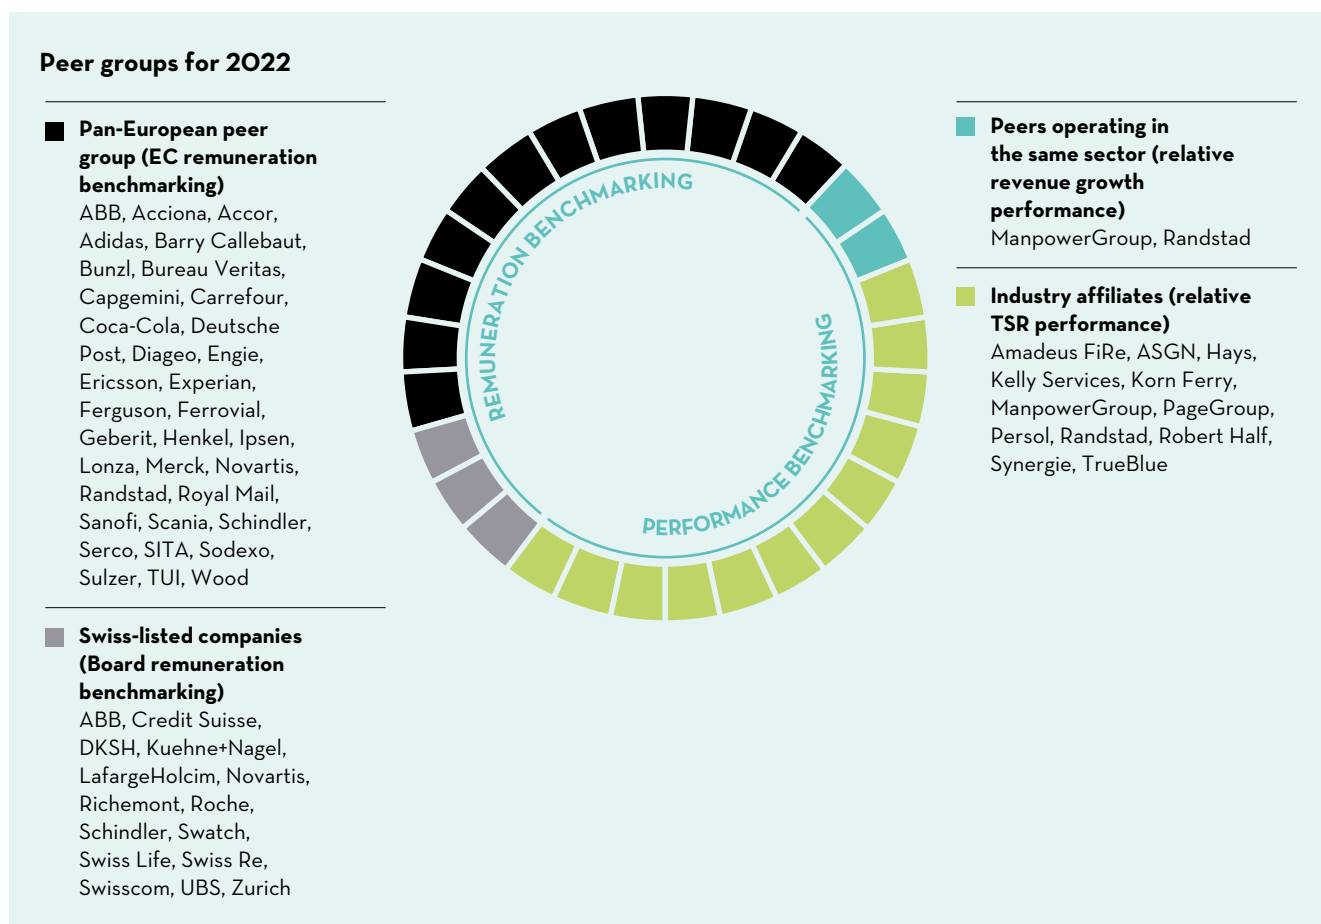 Peer groups for 2022
Pan-European peer
group (EC remuneration
benchmarking)
ABB, Acciona, Accor,
Adidas, Barry Callebaut,
Bunzl, Bureau Veritas,
Capgemini, Carrefour,
Coca-Cola, Deutsche
Post, Diageo, Engie,
Ericsson, Experian,
Ferguson, Ferrovial,
Geberit, Henkel, Ipsen,
Lonza, Merck, Novartis,
Randstad, Royal Mail,
Sanofi, Scania, Schindler,
Serco, SITA, Sodexo,
Sulzer, TUI, Wood
Swiss-listed companies
(Board remuneration
benchmarking)
ABB, Credit Suisse,
DKSH, Kuehne+Nagel,
LafargeHolcim, Novartis,
Richemont, Roche,
Schindler, Swatch,
Swiss Life, Swiss Re,
Swisscom, UBS, Zurich
REMUNERATION BENCHMARKING
PERFORMANCE BENCHMARKING
Peers operating in
the same sector (relative
revenue growth
performance)
ManpowerGroup, Randstad
Industry affiliates (relative
TSR performance)
Amadeus FiRe, ASGN, Hays,
Kelly Services, Korn Ferry,
ManpowerGroup, PageGroup,
Persol, Randstad, Robert Half,
Synergie, TrueBlue